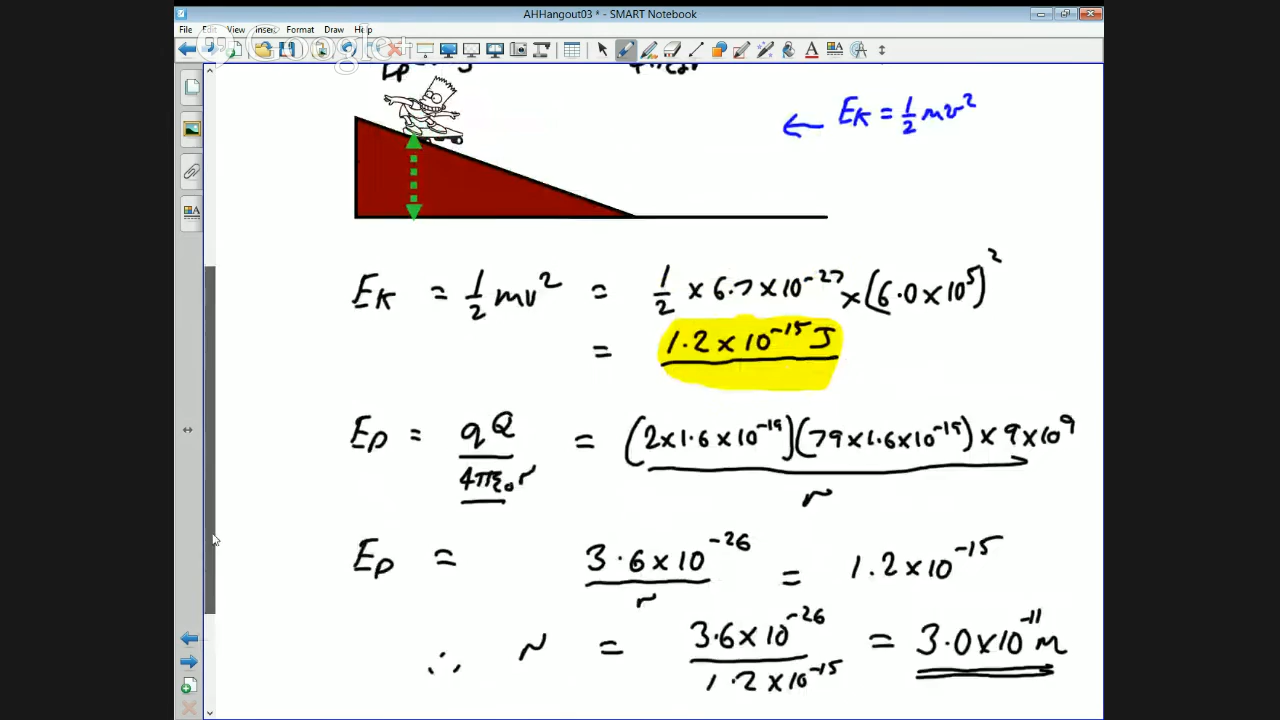 AHHangout03 * - SMART Notebook
File Edit View Insert Format Draw Help
Google+
Eₖ = ½mv²
Eₖ = ½mv² = ½ × 6.7 × 10⁻²⁷ × (6.0 × 10⁵)²
= 1.2 × 10⁻¹⁵ J
Eₚ = qQ / 4πε₀r = (2×1.6×10⁻¹⁹)(79×1.6×10⁻¹⁹) × 9×10⁹ / r
Eₚ = 3.6 × 10⁻²⁶ / r = 1.2 × 10⁻¹⁵
∴ r = 3.6 × 10⁻²⁶ / 1.2 × 10⁻¹⁵ = 3.0 × 10⁻¹¹ m